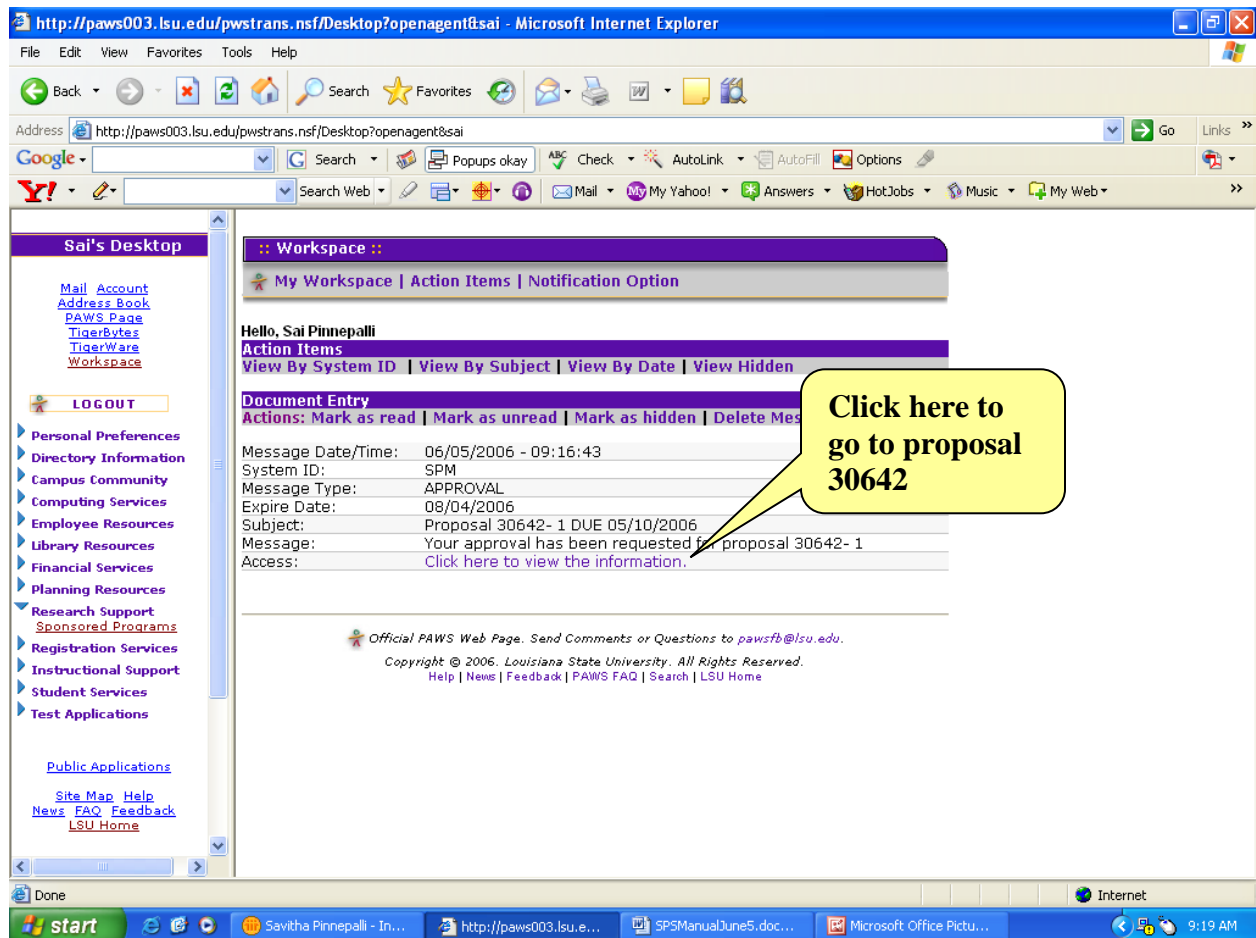 http://paws003.lsu.edu/pwstrans.nsf/Desktop?openagent&sai - Microsoft Internet Explorer
File Edit View Favorites Tools Help
Back Search Favorites
Address http://paws003.lsu.edu/pwstrans.nsf/Desktop?openagent&sai Go Links »
Google Search Popups okay ABC Check AutoLink AutoFill Options
Y! Search Web Mail My My Yahoo! Answers HotJobs Music My Web »
Sai's Desktop
Mail Account
Address Book
PAWS Page
TigerBytes
TigerWare
Workspace
LOGOUT
Personal Preferences
Directory Information
Campus Community
Computing Services
Employee Resources
Library Resources
Financial Services
Planning Resources
Research Support
Sponsored Programs
Registration Services
Instructional Support
Student Services
Test Applications
Public Applications
Site Map Help
News FAQ Feedback
LSU Home
:: Workspace ::
My Workspace | Action Items | Notification Option
Hello, Sai Pinnepalli
Action Items
View By System ID | View By Subject | View By Date | View Hidden
Document Entry
Actions: Mark as read | Mark as unread | Mark as hidden | Delete Mes
Message Date/Time: 06/05/2006 - 09:16:43
System ID: SPM
Message Type: APPROVAL
Expire Date: 08/04/2006
Subject: Proposal 30642- 1 DUE 05/10/2006
Message: Your approval has been requested for proposal 30642- 1
Access: Click here to view the information.
Click here to
go to proposal
30642
Official PAWS Web Page. Send Comments or Questions to pawsfb@lsu.edu.
Copyright © 2006. Louisiana State University. All Rights Reserved.
Help | News | Feedback | PAWS FAQ | Search | LSU Home
Done Internet
start Savitha Pinnepalli - In... http://paws003.lsu.e... SPSManualJune5.doc... Microsoft Office Pictu... 9:19 AM